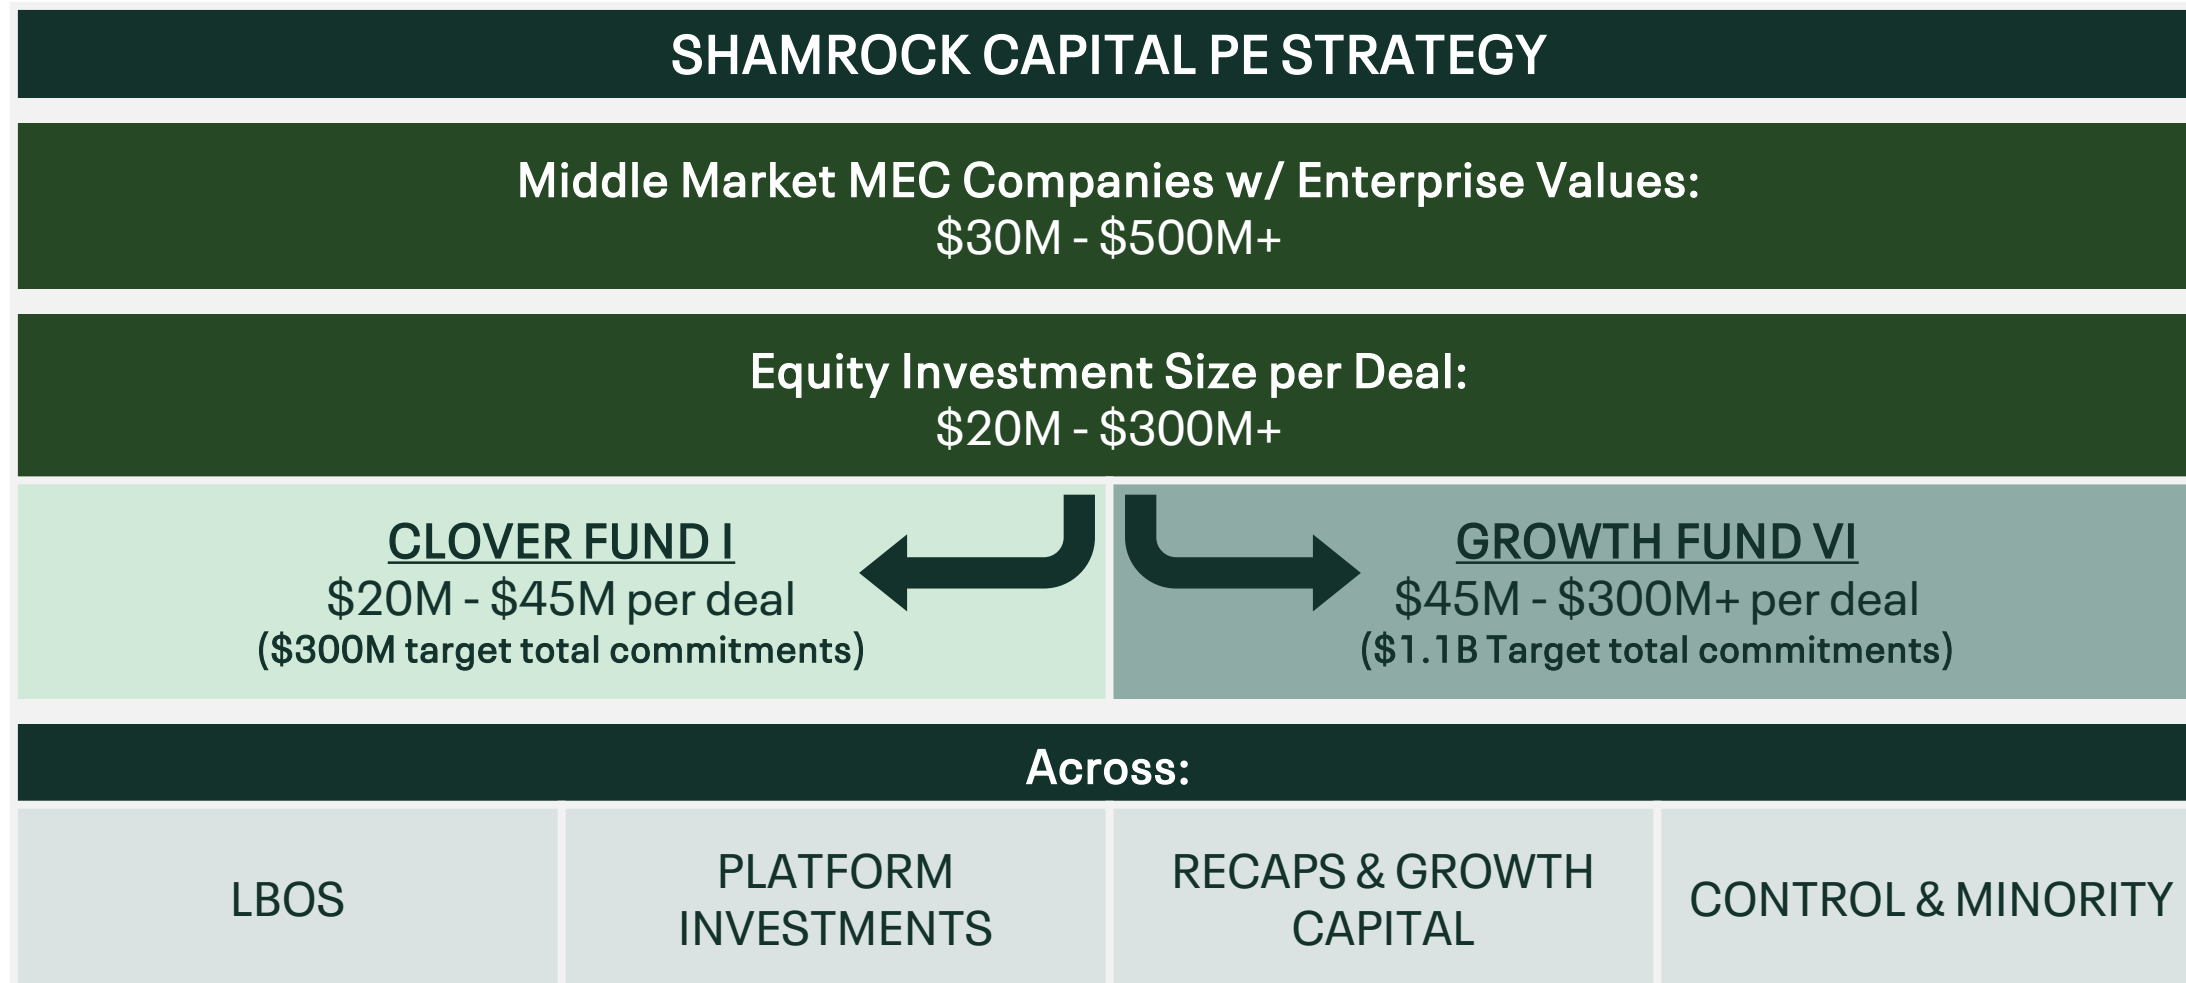 SHAMROCK CAPITAL PE STRATEGY
Middle Market MEC Companies w/ Enterprise Values:
$30M - $500M+
Equity Investment Size per Deal:
$20M - $300M+
CLOVER FUND I
$20M - $45M per deal
($300M target total commitments)
GROWTH FUND VI
$45M - $300M+ per deal
($1.1B Target total commitments)
Across:
LBOS
PLATFORM
INVESTMENTS
RECAPS & GROWTH
CAPITAL
CONTROL & MINORITY